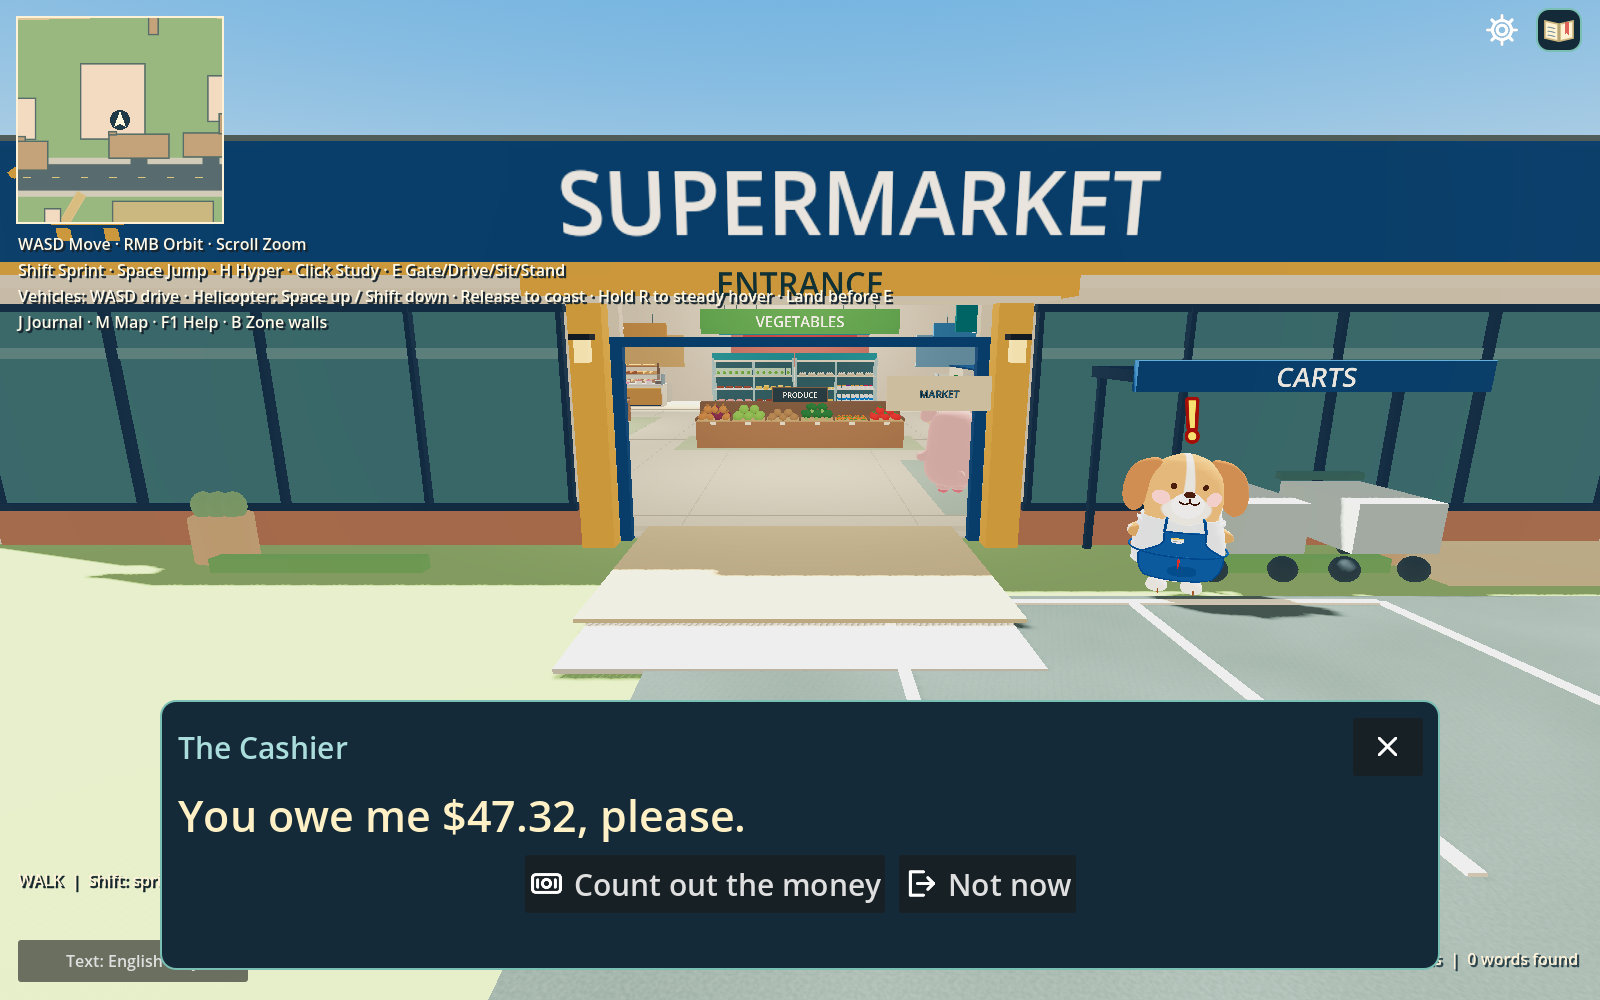 SUPERMARKET
ENTRANCE
WASD Move · RMB Orbit · Scroll Zoom
Shift Sprint · Space Jump · H Hyper · Click Study · E Gate/Drive/Sit/Stand
Vehicles: WASD drive · Helicopter: Space up / Shift down · Release to coast · Hold R to steady hover · Land before E
J Journal · M Map · F1 Help · B Zone walls
VEGETABLES
CARTS
PRODUCE
MARKET
The Cashier
You owe me $47.32, please.
Count out the money
Not now
WALK | Shift:
Text: English
| 0 words found